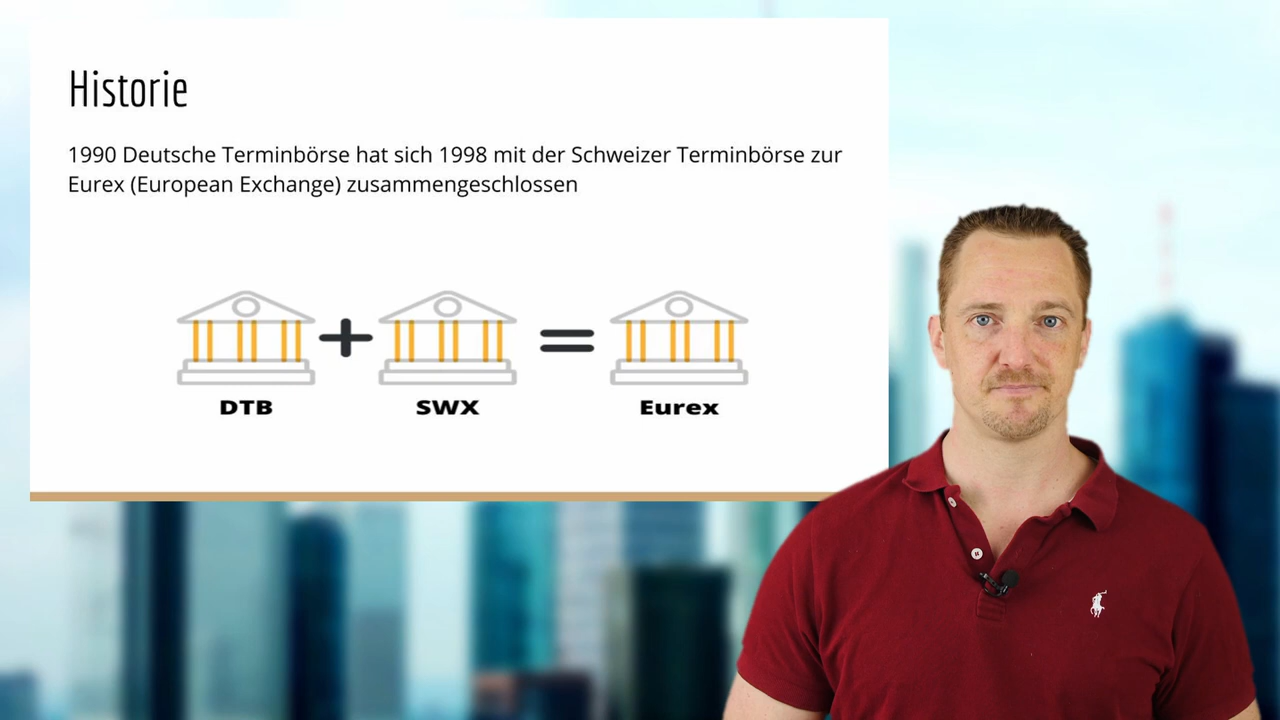 Historie
1990 Deutsche Terminbörse hat sich 1998 mit der Schweizer Terminbörse zur
Eurex (European Exchange) zusammengeschlossen
DTB
+
SWX
=
Eurex